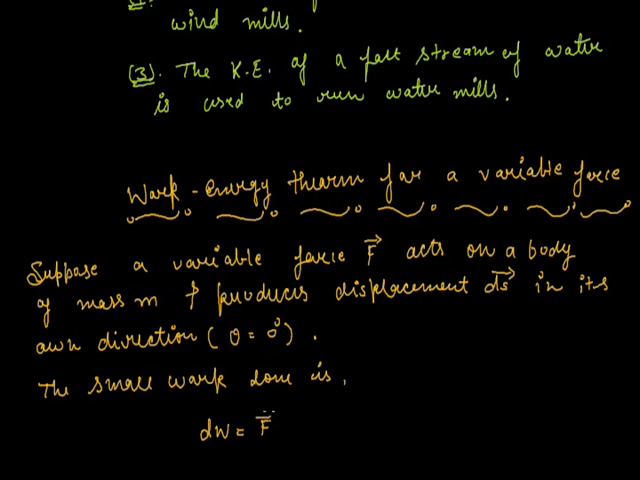 wind mills.
(3). The K.E. of a fast stream of water
is used to run water mills.
Work - energy theorm for a variable force
Suppose a variable force F⃗ acts on a body
of mass m & produces displacement ds⃗ in its
own direction ( θ = 0° ) .
The small work done is,
dW = F